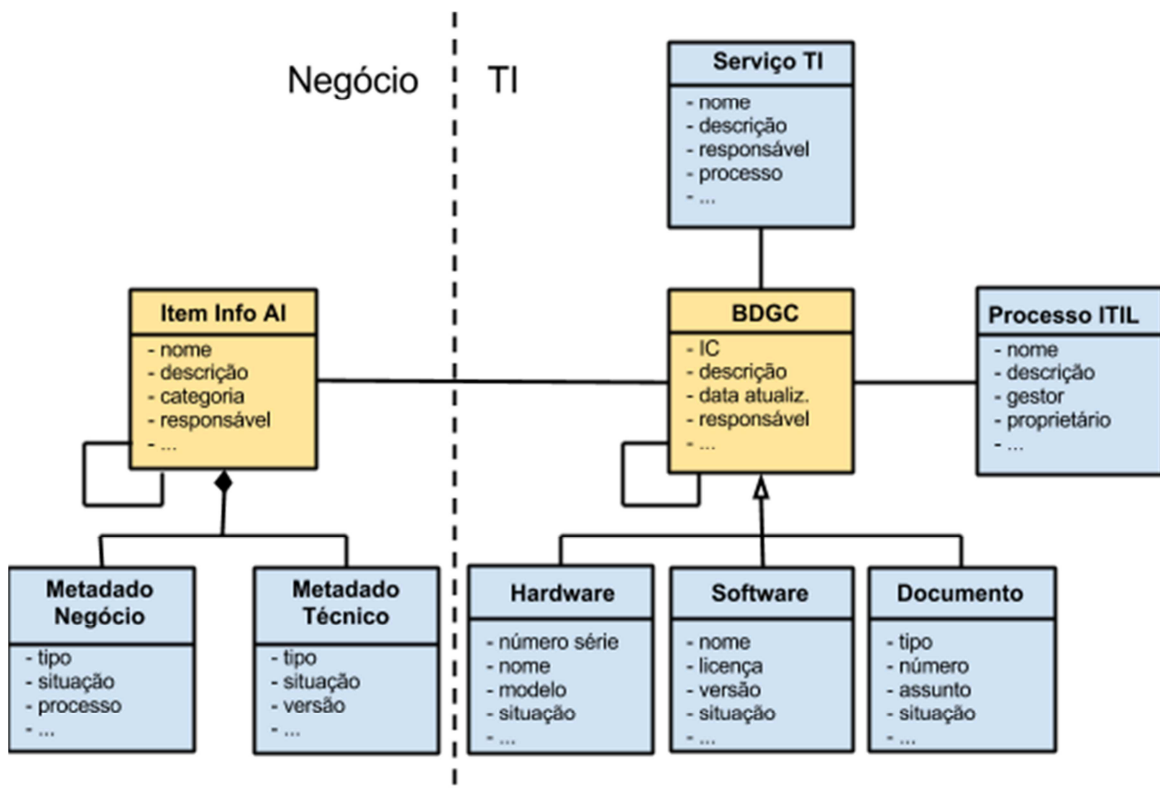 Negócio
TI
Serviço TI
- nome
- descrição
- responsável
- processo
- ...
Item Info AI
- nome
- descrição
- categoria
- responsável
- ...
BDGC
- IC
- descrição
- data atualiz.
- responsável
- ...
Processo ITIL
- nome
- descrição
- gestor
- proprietário
- ...
Metadado
Negócio
- tipo
- situação
- processo
- ...
Metadado
Técnico
- tipo
- situação
- versão
- ...
Hardware
- número série
- nome
- modelo
- situação
- ...
Software
- nome
- licença
- versão
- situação
- ...
Documento
- tipo
- número
- assunto
- situação
- ...